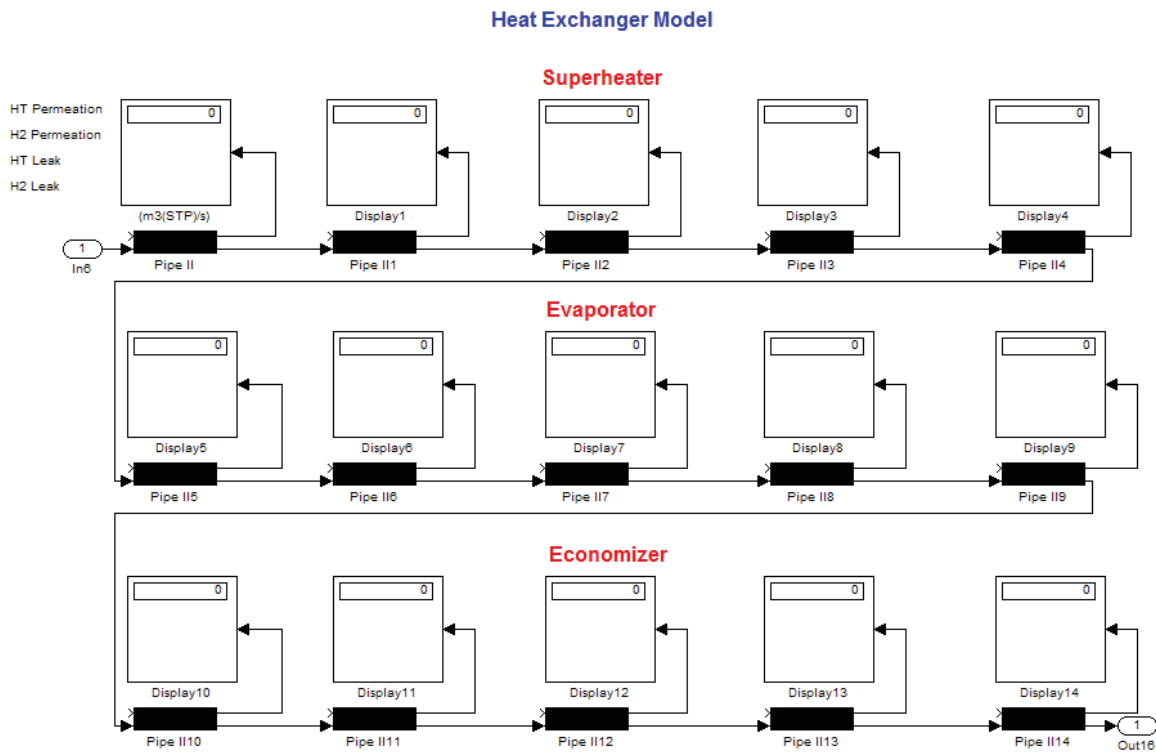 Heat Exchanger Model
Superheater
HT Permeation
H2 Permeation
HT Leak
H2 Leak
0 0 0 0 0
(m3(STP)/s) Display1 Display2 Display3 Display4
1
In6
Pipe II Pipe II1 Pipe II2 Pipe II3 Pipe II4
Evaporator
0 0 0 0 0
Display5 Display6 Display7 Display8 Display9
Pipe II5 Pipe II6 Pipe II7 Pipe II8 Pipe II9
Economizer
0 0 0 0 0
Display10 Display11 Display12 Display13 Display14
1
Pipe II10 Pipe II11 Pipe II12 Pipe II13 Pipe II14 Out16